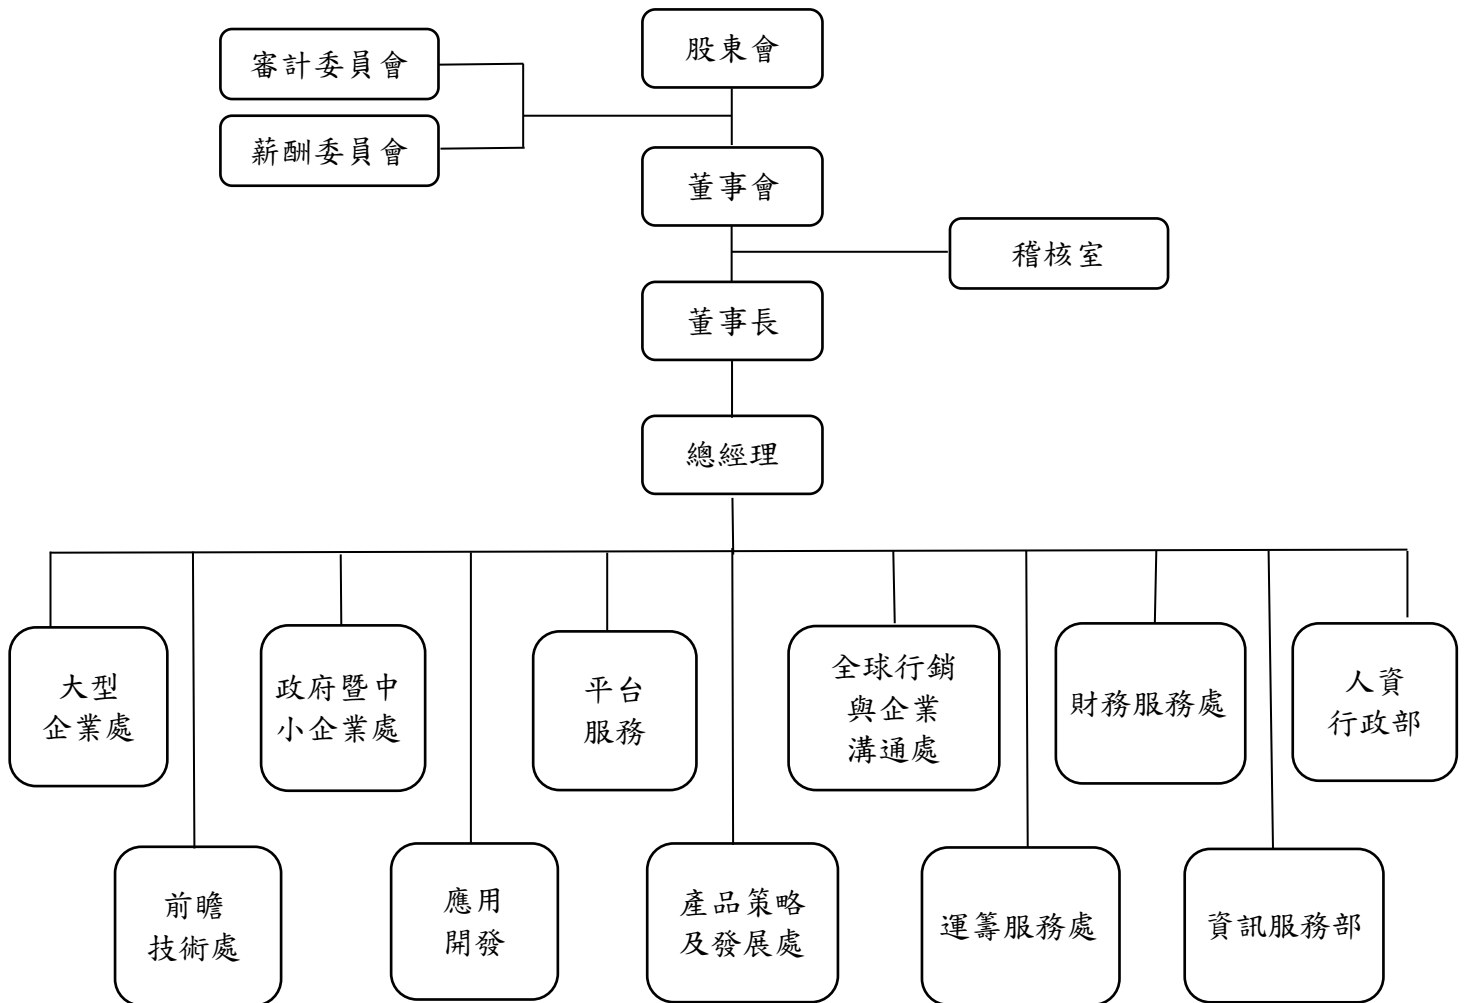 股東會
審計委員會
薪酬委員會
董事會
稽核室
董事長
總經理
大型
企業處
政府暨中
小企業處
平台
服務
全球行銷
與企業
溝通處
財務服務處
人資
行政部
前瞻
技術處
應用
開發
產品策略
及發展處
運籌服務處
資訊服務部